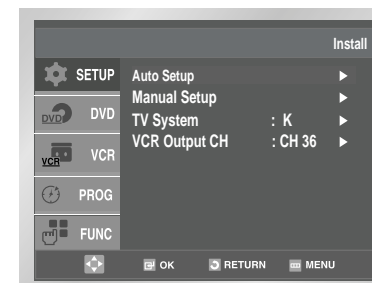 Install
SETUP
DVD DVD
VCR VCR
PROG
FUNC
Auto Setup ►
Manual Setup ►
TV System : K ►
VCR Output CH : CH 36 ►
OK RETURN MENU